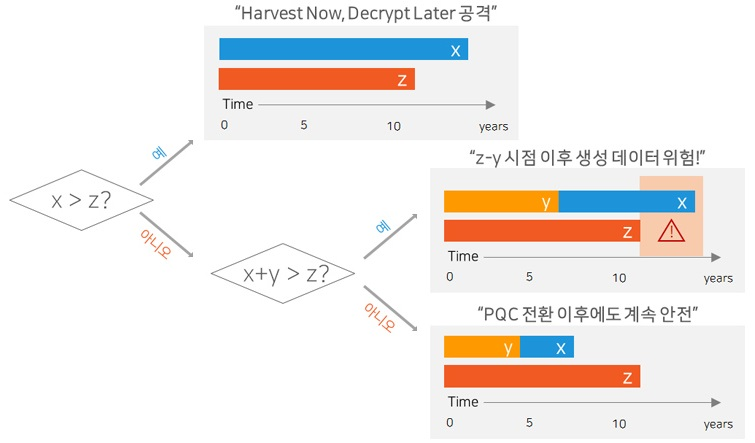 “Harvest Now, Decrypt Later 공격”
x
z
Time
0 5 10 years
예
x > z?
아니오
“z-y 시점 이후 생성 데이터 위험!”
y x
z
!
Time
0 5 10 years
예
x+y > z?
아니오
“PQC 전환 이후에도 계속 안전”
y x
z
Time
0 5 10 years